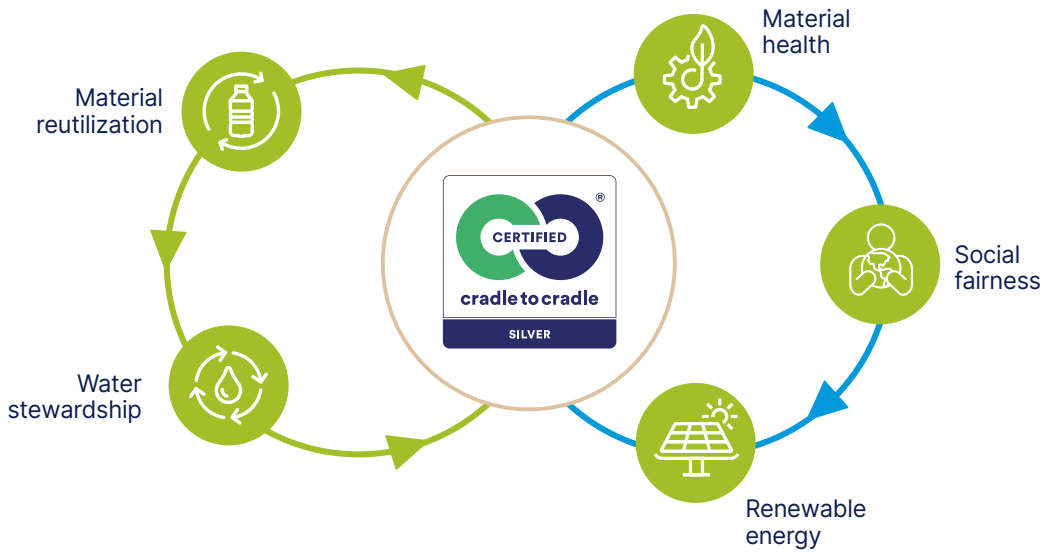 Material
health
Material
reutilization
®
CERTIFIED
cradle to cradle
SILVER
Social
fairness
Water
stewardship
Renewable
energy